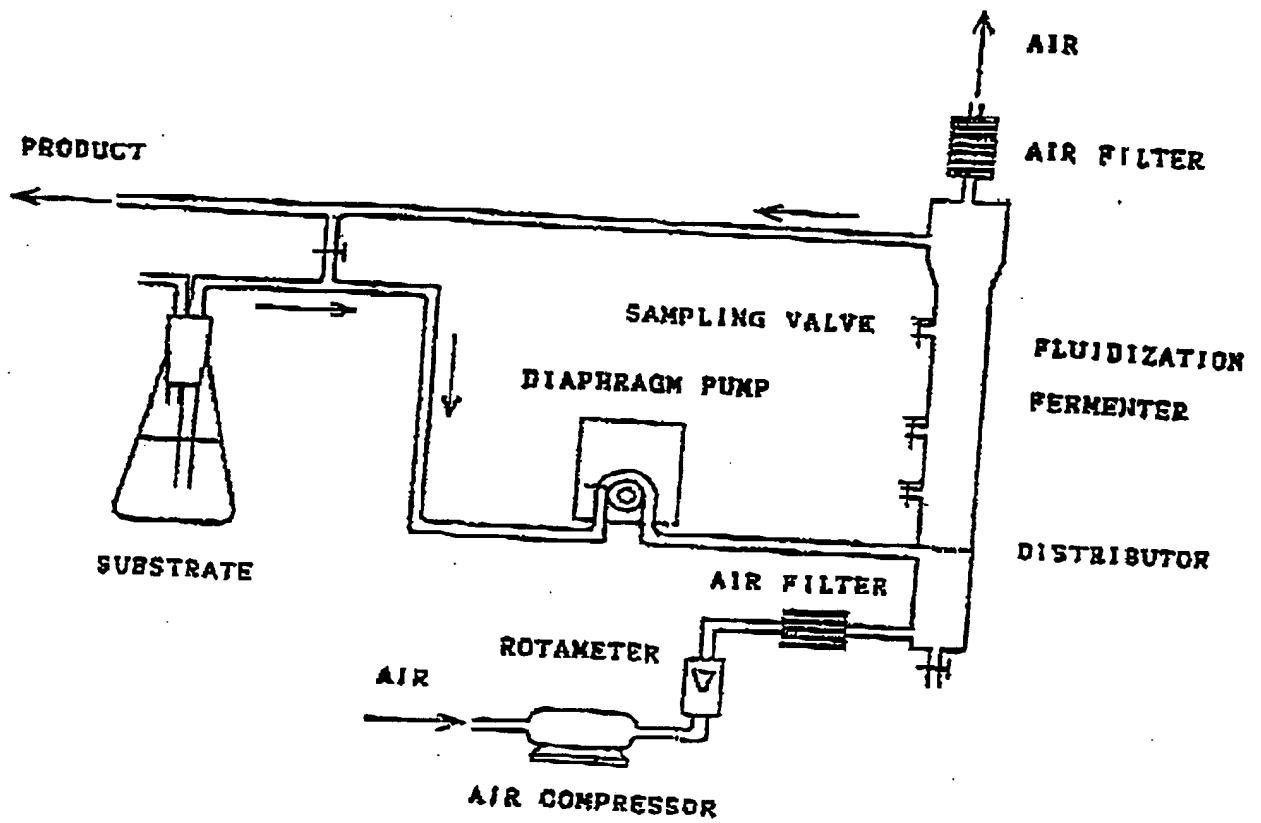 AIR
PRODUCT
AIR FILTER
SAMPLING VALVE
FLUIDIZATION
FERMENTER
DIAPHRAGM PUMP
SUBSTRATE
DISTRIBUTOR
AIR FILTER
ROTAMETER
AIR
AIR COMPRESSOR